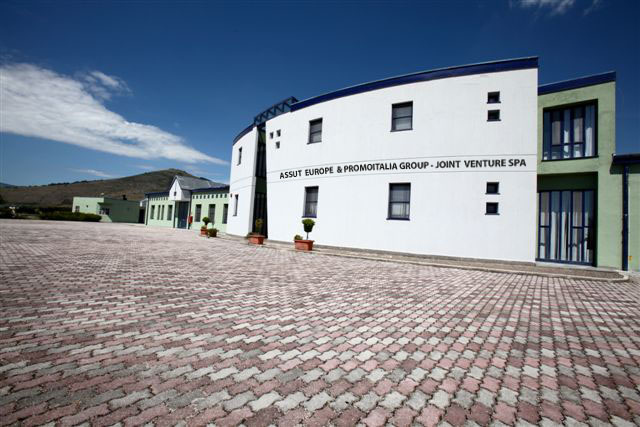 ASSUT EUROPE & PROMOITALIA GROUP - JOINT VENTURE SPA